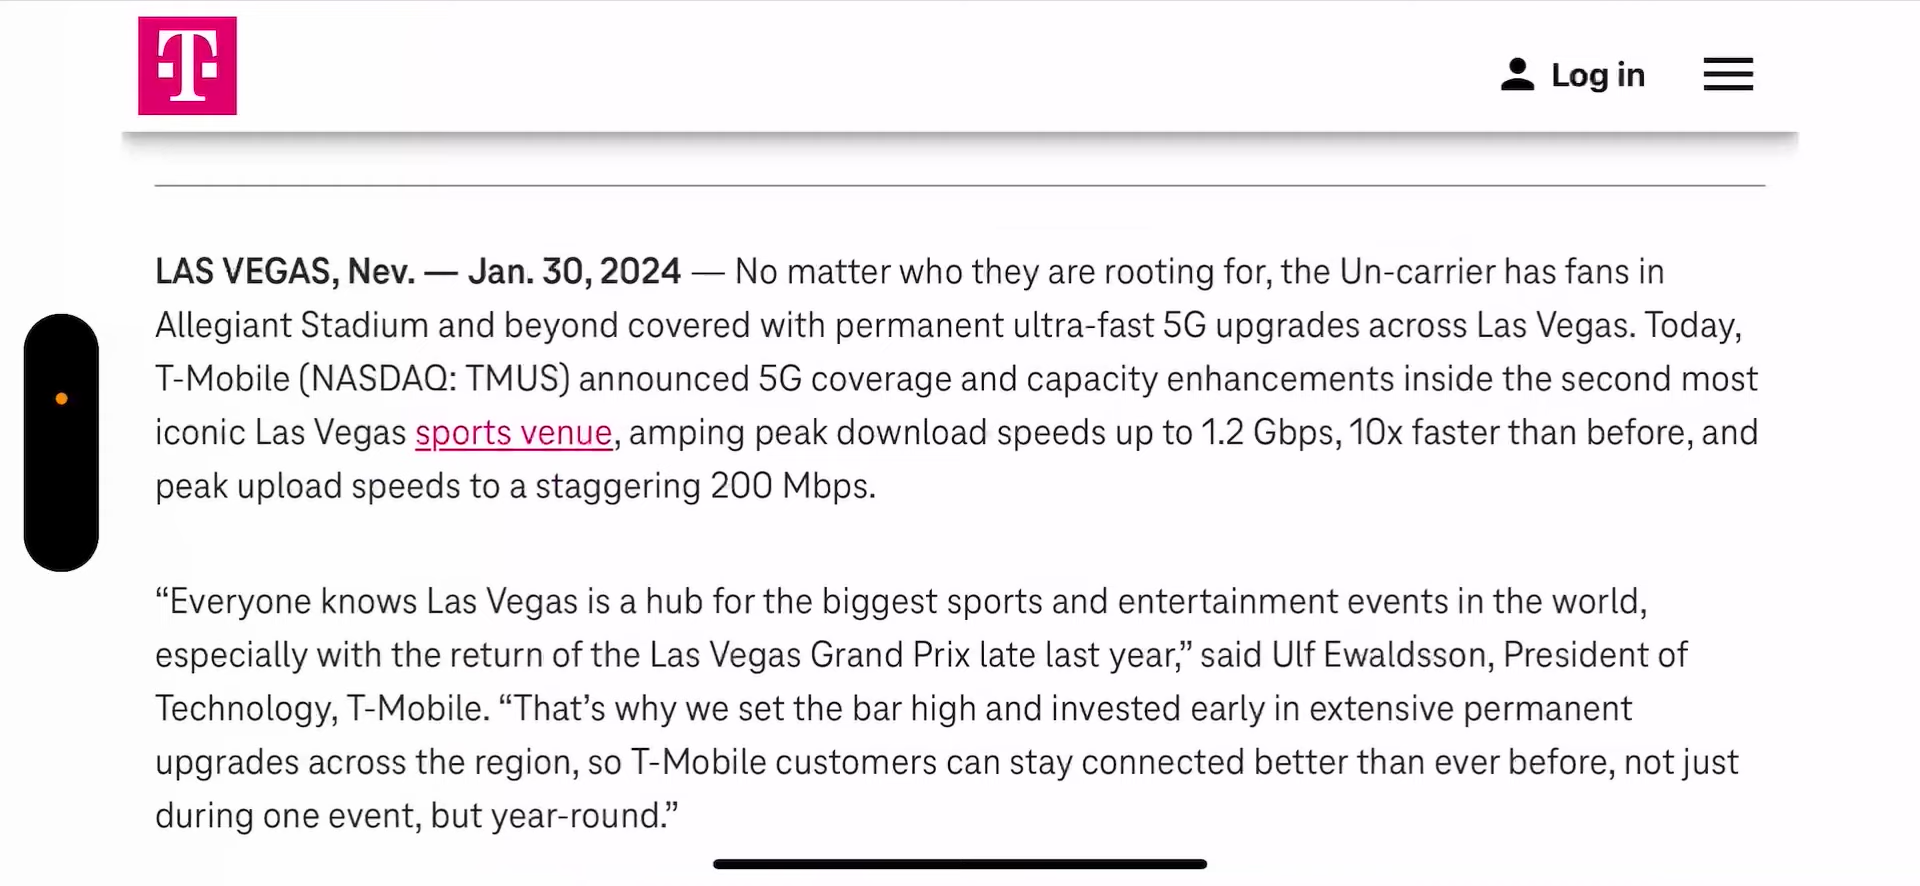 T
Log in
LAS VEGAS, Nev. — Jan. 30, 2024 — No matter who they are rooting for, the Un-carrier has fans in
Allegiant Stadium and beyond covered with permanent ultra-fast 5G upgrades across Las Vegas. Today,
T-Mobile (NASDAQ: TMUS) announced 5G coverage and capacity enhancements inside the second most
iconic Las Vegas sports venue, amping peak download speeds up to 1.2 Gbps, 10x faster than before, and
peak upload speeds to a staggering 200 Mbps.
“Everyone knows Las Vegas is a hub for the biggest sports and entertainment events in the world,
especially with the return of the Las Vegas Grand Prix late last year,” said Ulf Ewaldsson, President of
Technology, T-Mobile. “That’s why we set the bar high and invested early in extensive permanent
upgrades across the region, so T-Mobile customers can stay connected better than ever before, not just
during one event, but year-round.”